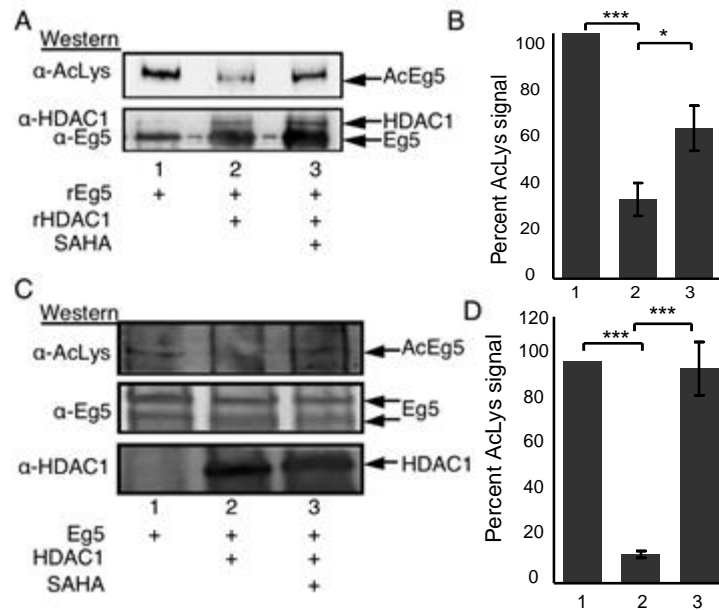 A
Western
α-AcLys
AcEg5
α-HDAC1
HDAC1
α-Eg5
Eg5
1 2 3
rEg5 + + +
rHDAC1 + +
SAHA +
B
Percent AcLys signal
***
*
100
80
60
40
20
0
1 2 3
C
Western
α-AcLys
AcEg5
α-Eg5
Eg5
α-HDAC1
HDAC1
1 2 3
Eg5 + + +
HDAC1 + +
SAHA +
D
Percent AcLys signal
***
***
120
100
80
60
40
20
0
1 2 3